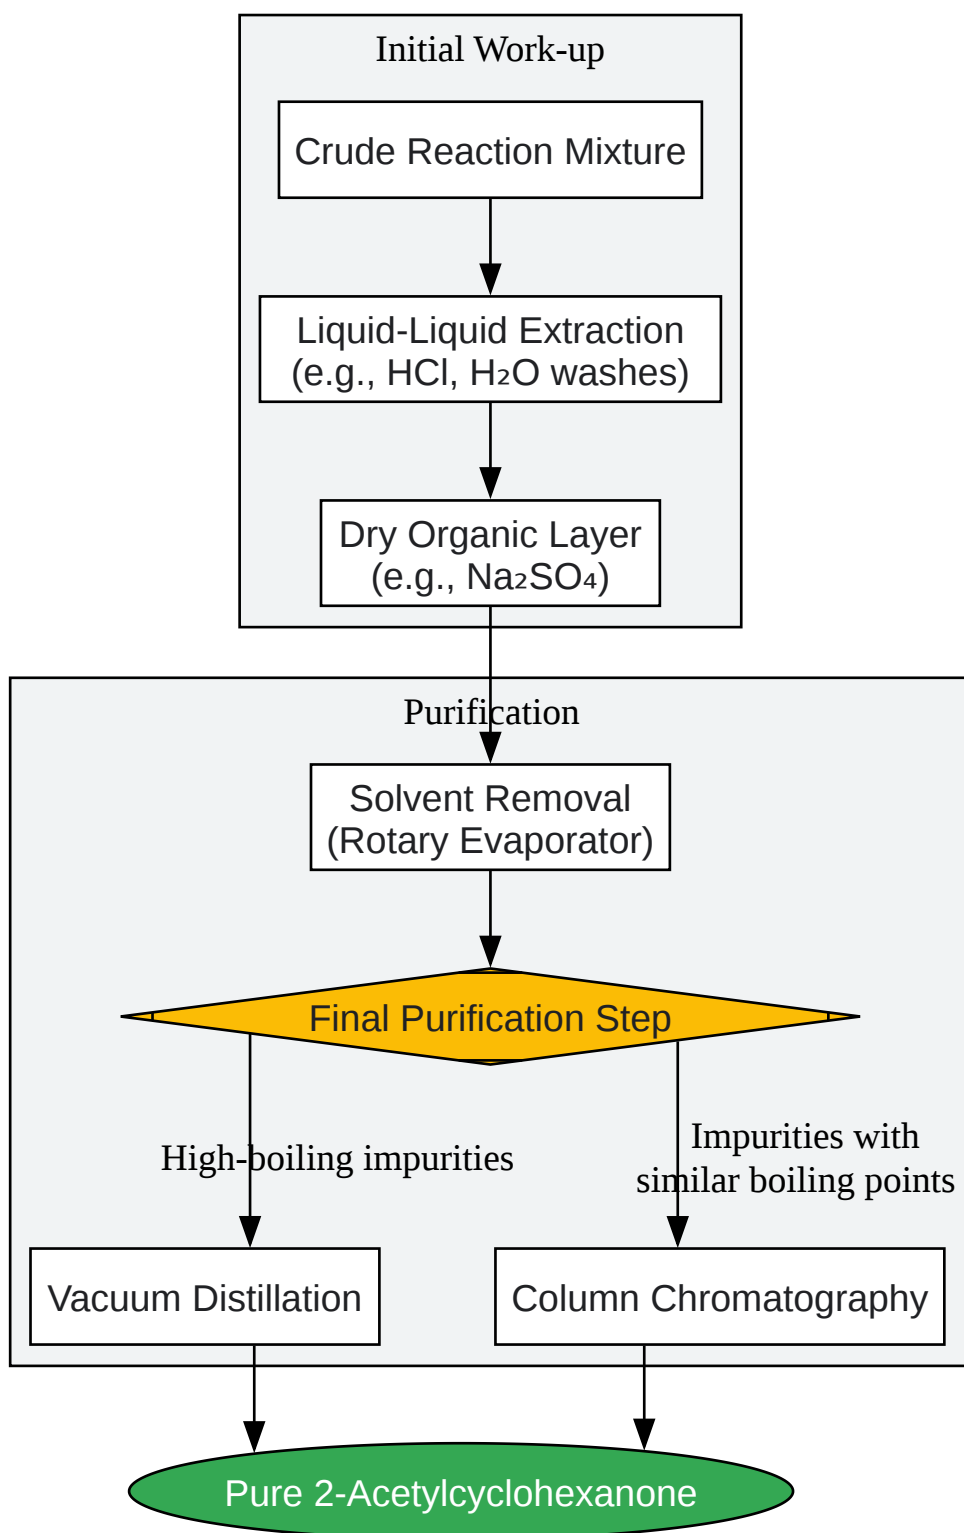 Initial Work-up
Crude Reaction Mixture
Liquid-Liquid Extraction
(e.g., HCl, H₂O washes)
Dry Organic Layer
(e.g., Na₂SO₄)
Purification
Solvent Removal
(Rotary Evaporator)
Final Purification Step
High-boiling impurities
Impurities with
similar boiling points
Vacuum Distillation
Column Chromatography
Pure 2-Acetylcyclohexanone